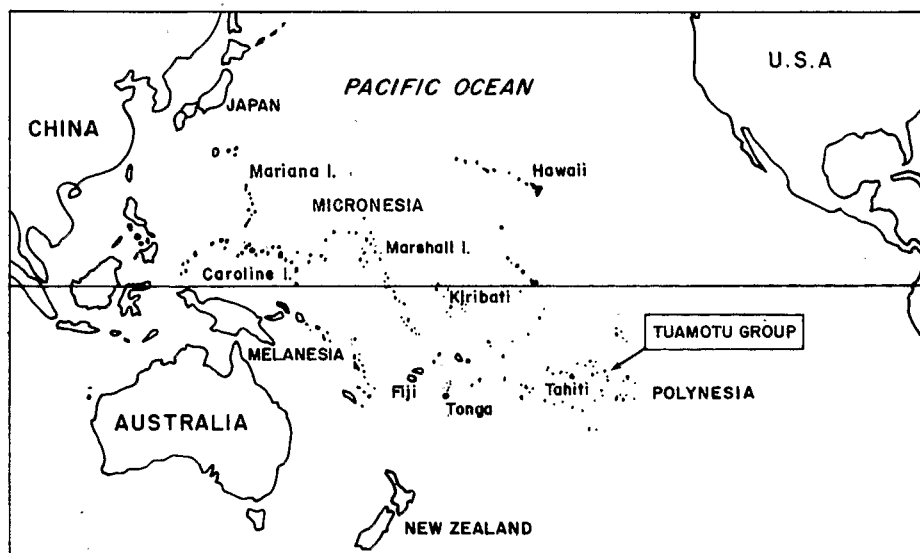 U.S.A
PACIFIC OCEAN
JAPAN
CHINA
Mariana I.
Hawaii
MICRONESIA
Marshall I.
Caroline I.
Kiribati
TUAMOTU GROUP
MELANESIA
Fiji
Tahiti
POLYNESIA
Tonga
AUSTRALIA
NEW ZEALAND